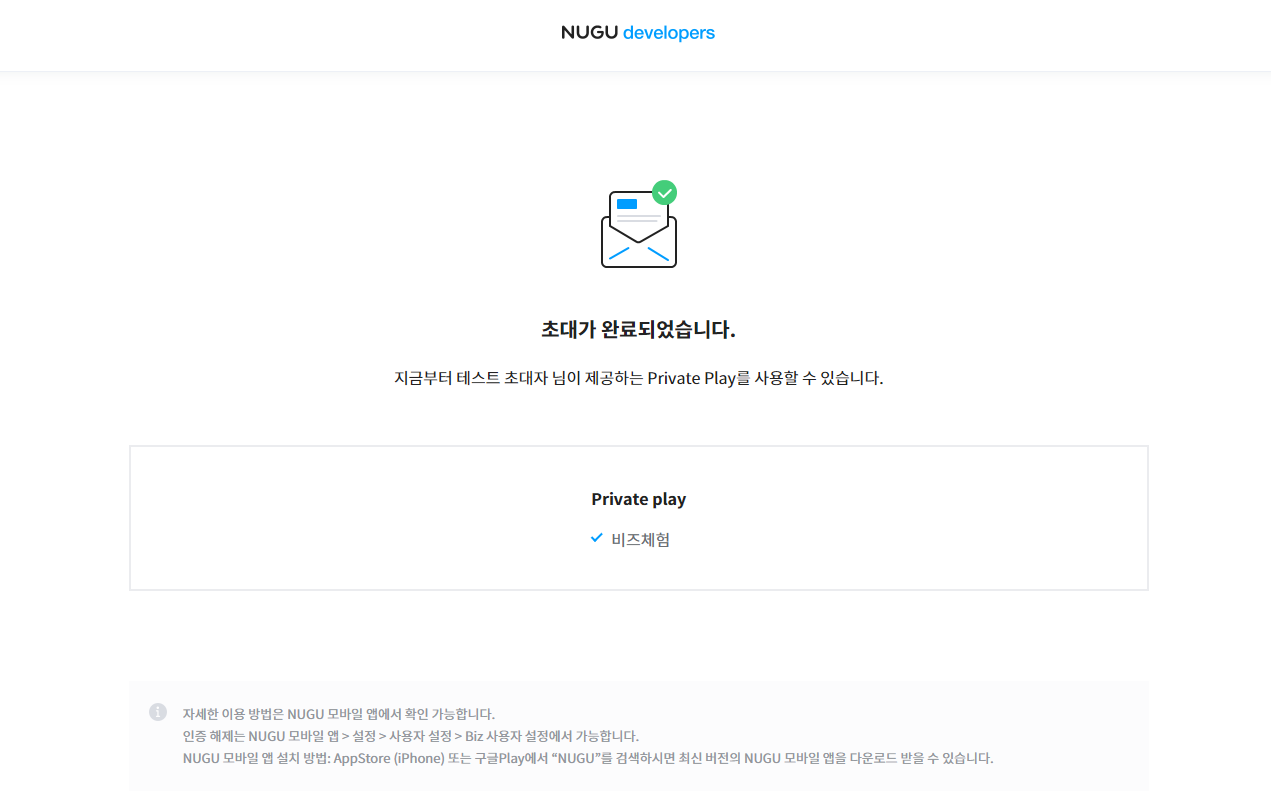 NUGU developers
초대가 완료되었습니다.
지금부터 테스트 초대자 님이 제공하는 Private Play를 사용할 수 있습니다.
Private play
비즈체험
자세한 이용 방법은 NUGU 모바일 앱에서 확인 가능합니다.
인증 해제는 NUGU 모바일 앱 > 설정 > 사용자 설정 > Biz 사용자 설정에서 가능합니다.
NUGU 모바일 앱 설치 방법: AppStore (iPhone) 또는 구글Play에서 “NUGU”를 검색하시면 최신 버전의 NUGU 모바일 앱을 다운로드 받을 수 있습니다.